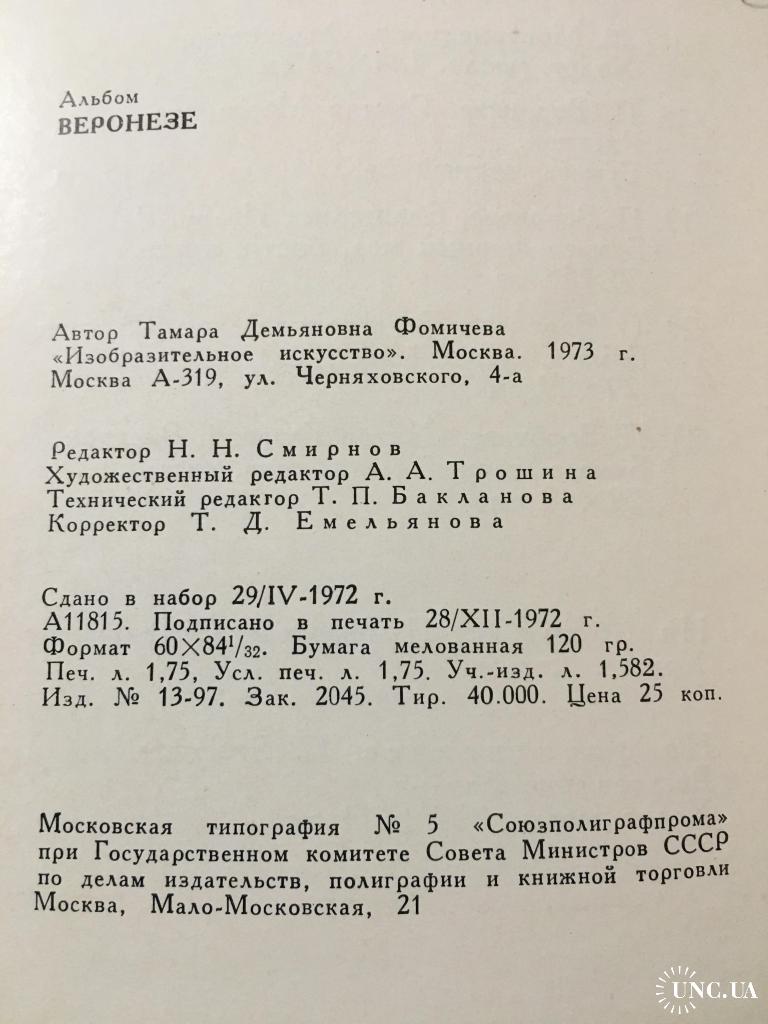 Альбом
ВЕРОНЕЗЕ
Автор Тамара Демьяновна Фомичева
«Изобразительное искусство». Москва. 1973 г.
Москва А-319, ул. Черняховского, 4-а
Редактор Н. Н. Смирнов
Художественный редактор А. А. Трошина
Технический редактор Т. П. Бакланова
Корректор Т. Д. Емельянова
Сдано в набор 29/IV-1972 г.
А11815. Подписано в печать 28/XII-1972 г.
Формат 60×84¹/₃₂. Бумага мелованная 120 гр.
Печ. л. 1,75, Усл. печ. л. 1,75. Уч.-изд. л. 1,582.
Изд. № 13-97. Зак. 2045. Тир. 40.000. Цена 25 коп.
Московская типография № 5 «Союзполиграфпрома»
при Государственном комитете Совета Министров СССР
по делам издательств, полиграфии и книжной торговли
Москва, Мало-Московская, 21
UNC.UA